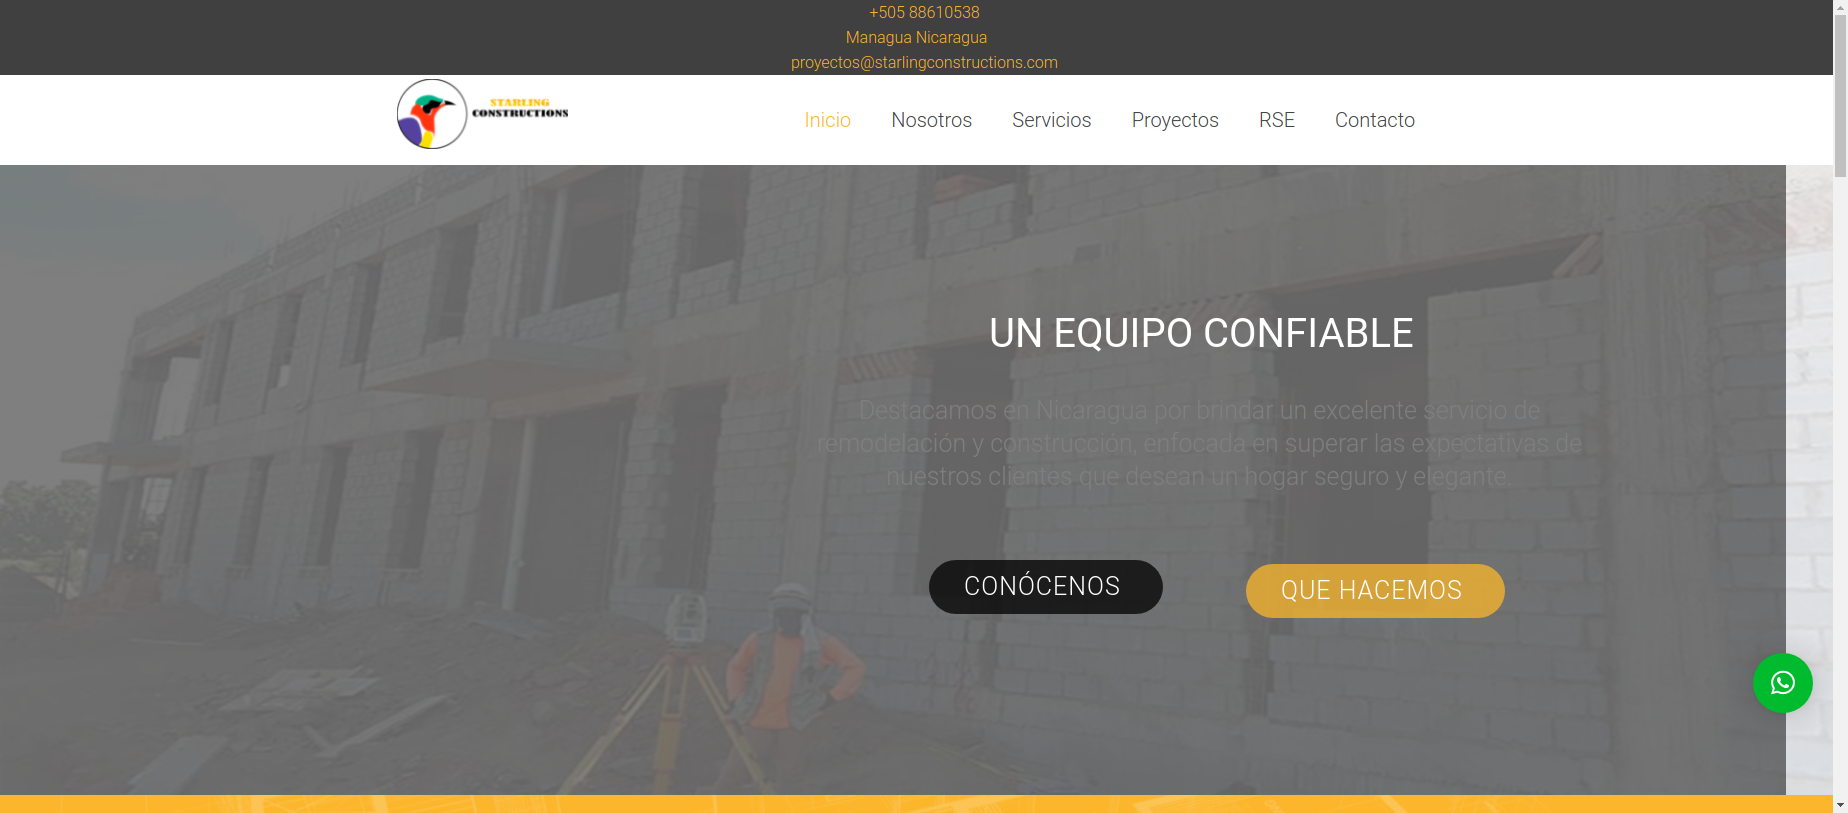 +505 88610538
Managua Nicaragua
proyectos@starlingconstructions.com
STARLING
CONSTRUCTIONS
Inicio
Nosotros
Servicios
Proyectos
RSE
Contacto
UN EQUIPO CONFIABLE
Destacamos en Nicaragua por brindar un excelente servicio de
remodelación y construcción, enfocada en superar las expectativas de
nuestros clientes que desean un hogar seguro y elegante.
CONÓCENOS
QUE HACEMOS